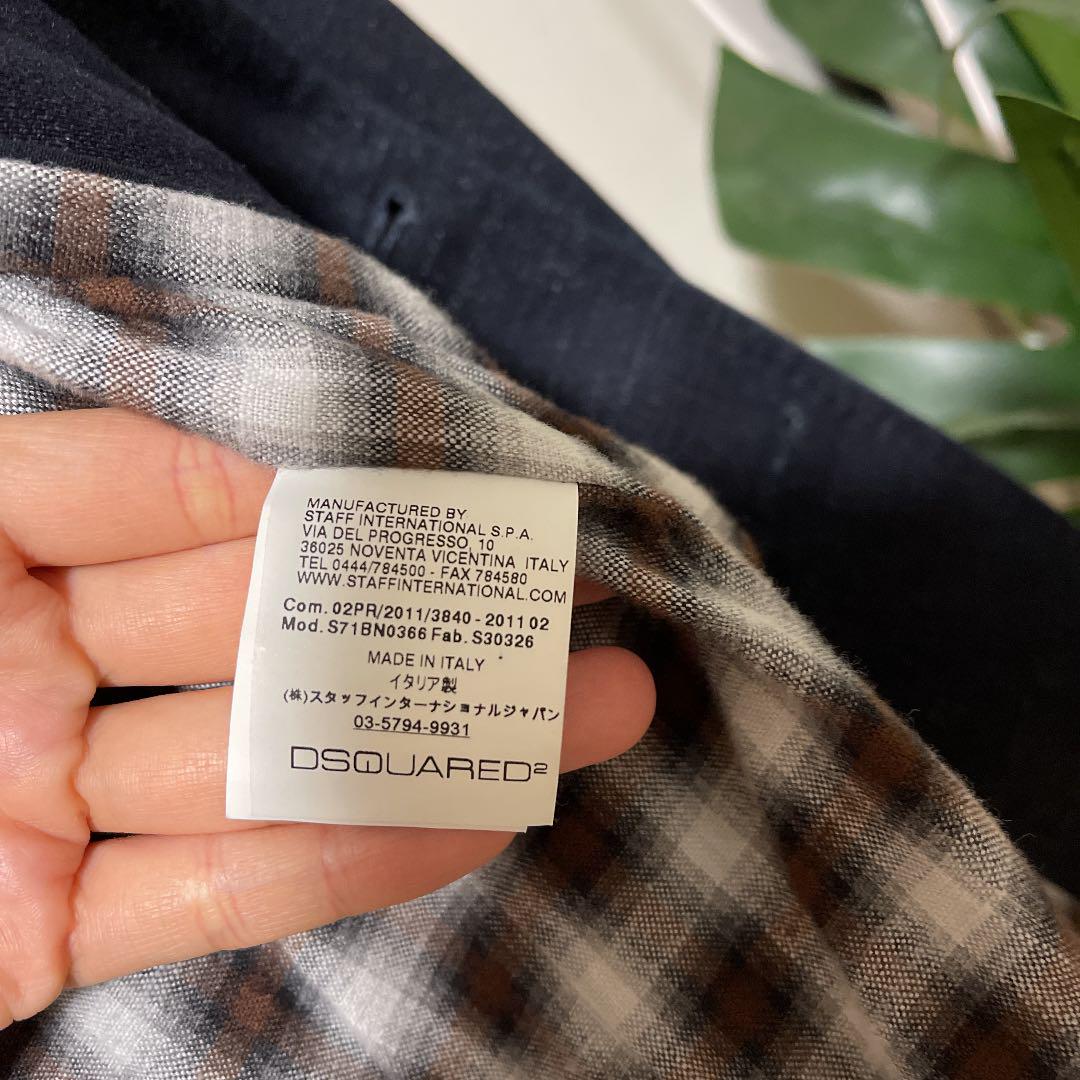 MANUFACTURED BY
STAFF INTERNATIONAL S.P.A.
VIA DEL PROGRESSO, 10
36025 NOVENTA VICENTINA ITALY
TEL 0444/784500 - FAX 784580
WWW.STAFFINTERNATIONAL.COM
Com. 02PR/2011/3840 - 2011 02
Mod. S71BN0366 Fab. S30326
MADE IN ITALY
イタリア製
(株)スタッフインターナショナルジャパン
03-5794-9931
DSQUARED²